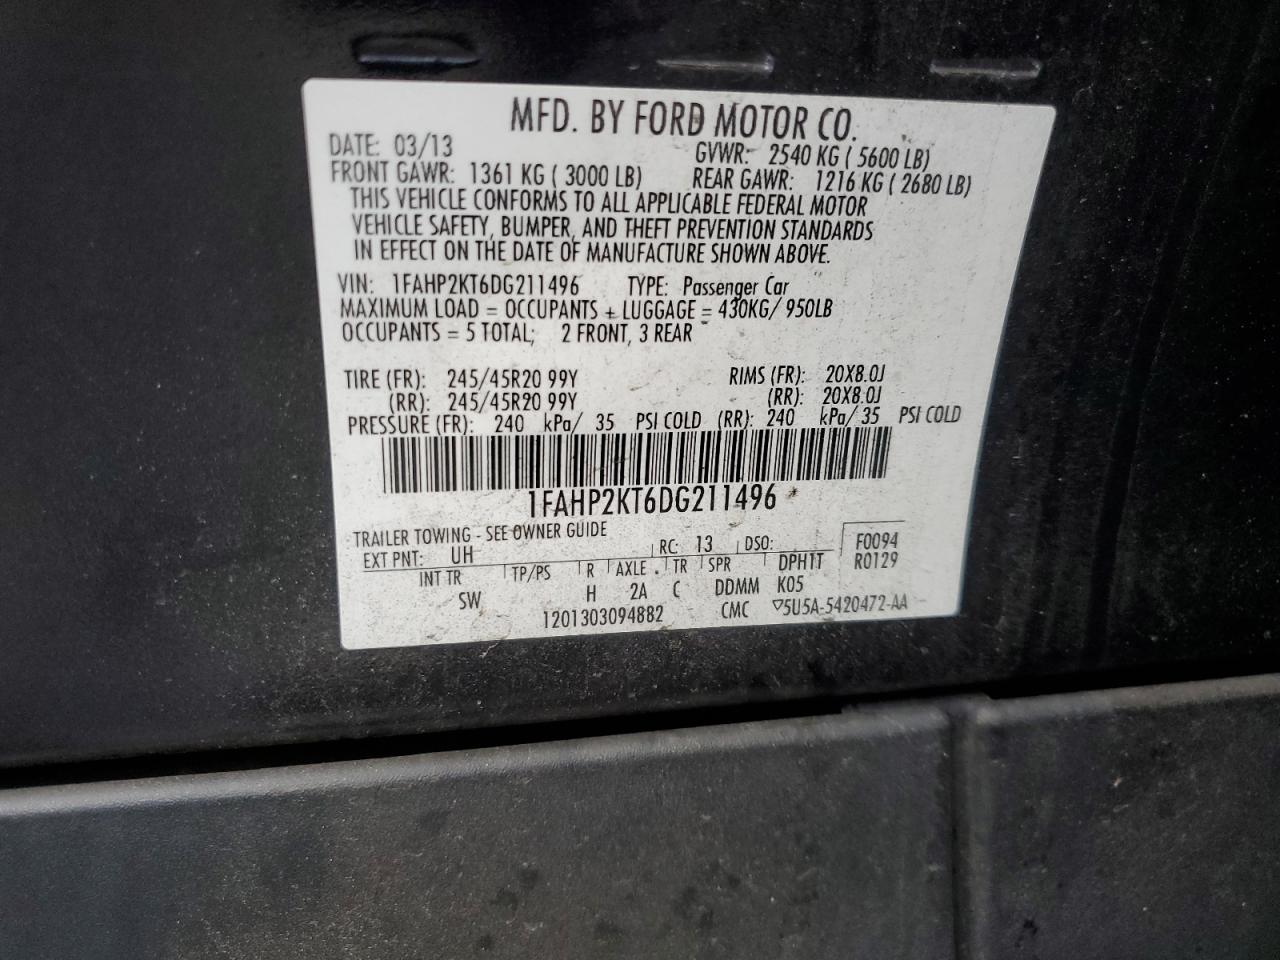 MFD. BY FORD MOTOR CO.
DATE: 03/13 GVWR: 2540 KG ( 5600 LB)
FRONT GAWR: 1361 KG ( 3000 LB) REAR GAWR: 1216 KG ( 2680 LB)
THIS VEHICLE CONFORMS TO ALL APPLICABLE FEDERAL MOTOR
VEHICLE SAFETY, BUMPER, AND THEFT PREVENTION STANDARDS
IN EFFECT ON THE DATE OF MANUFACTURE SHOWN ABOVE.
VIN: 1FAHP2KT6DG211496 TYPE: Passenger Car
MAXIMUM LOAD = OCCUPANTS + LUGGAGE = 430KG/ 950LB
OCCUPANTS = 5 TOTAL; 2 FRONT, 3 REAR
TIRE (FR): 245/45R20 99Y RIMS (FR): 20X8.0J
(RR): 245/45R20 99Y (RR): 20X8.0J
PRESSURE (FR): 240 kPa/ 35 PSI COLD (RR): 240 kPa/ 35 PSI COLD
1FAHP2KT6DG211496
TRAILER TOWING - SEE OWNER GUIDE
EXT PNT: UH RC: 13 DSO: F0094
R0129
INT TR TP/PS R AXLE TR SPR DPH1T
SW H 2A C DDMM K05
1201303094882 CMC ▽5U5A-5420472-AA